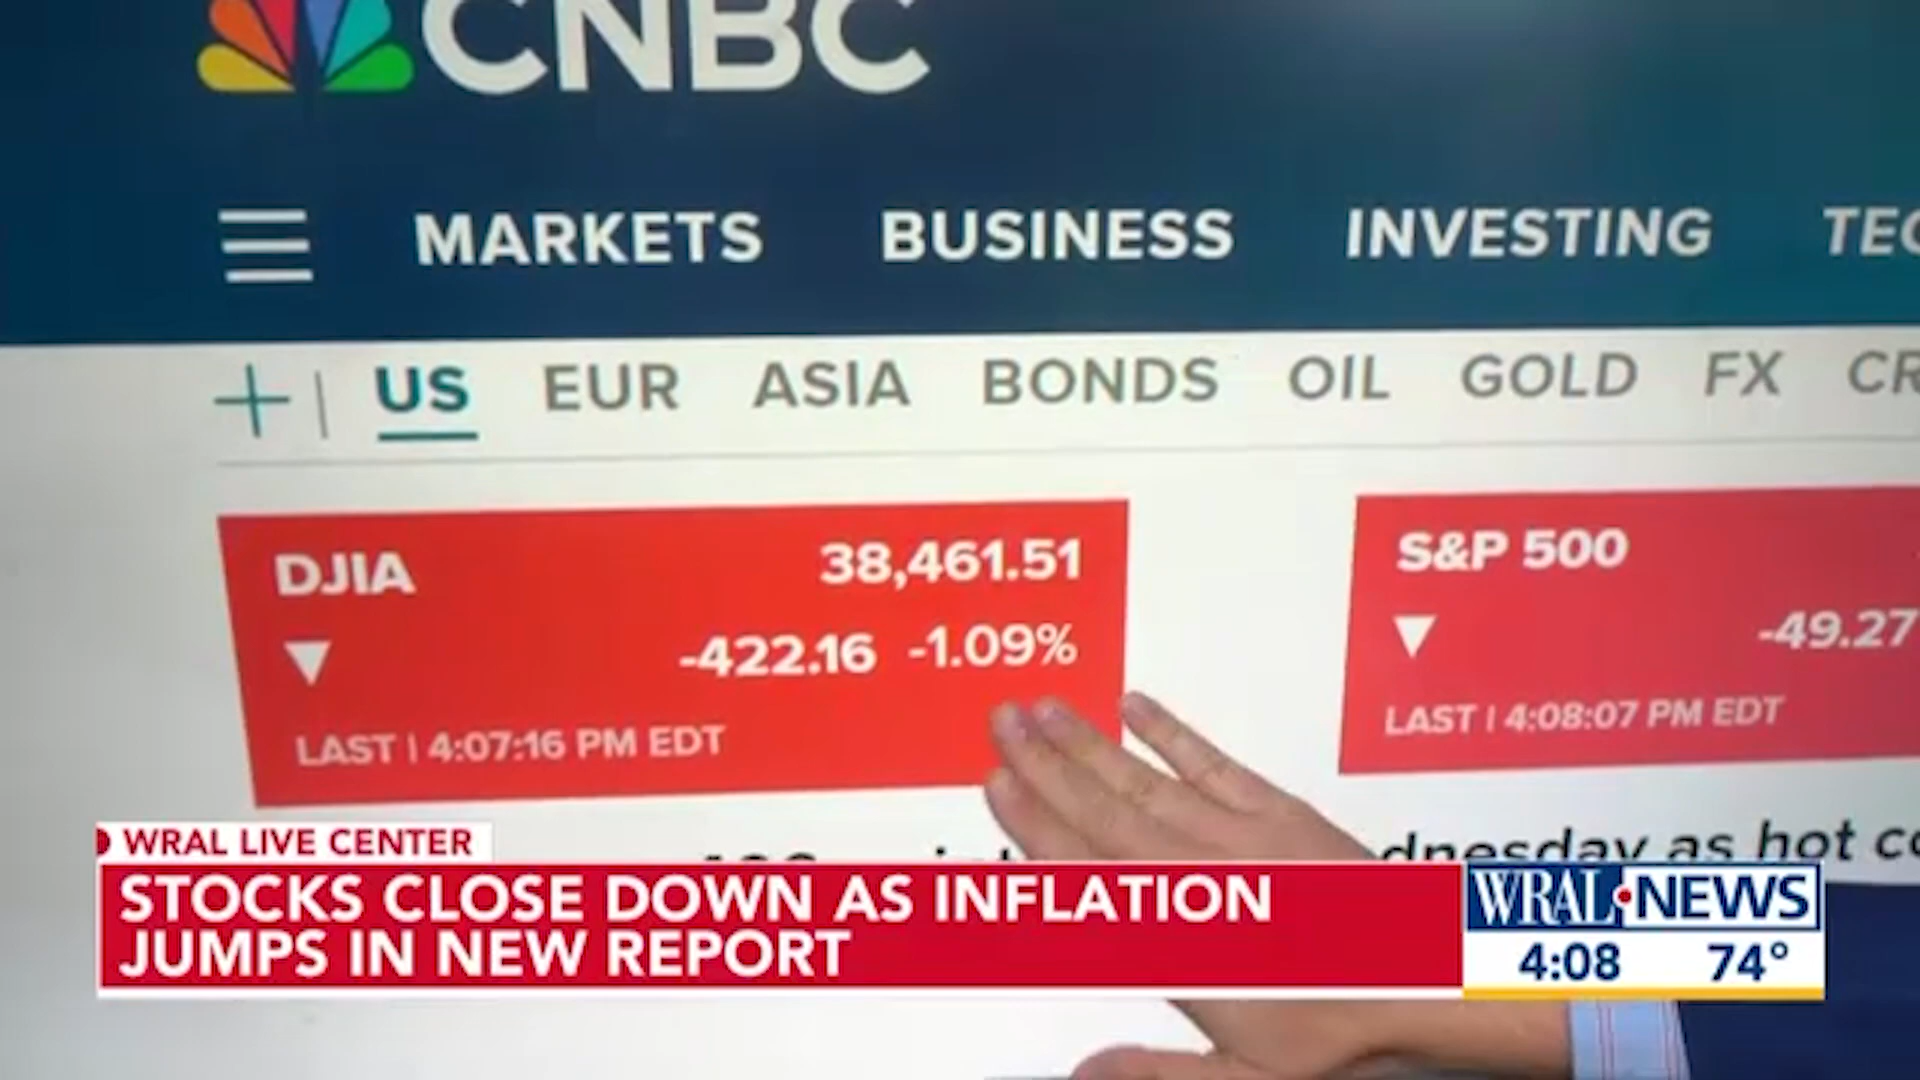 CNBC
MARKETS BUSINESS INVESTING
US EUR ASIA BONDS OIL GOLD FX
DJIA 38,461.51
-422.16 -1.09%
LAST | 4:07:16 PM EDT
S&P 500
-49.27
LAST | 4:08:07 PM EDT
as hot
WRAL LIVE CENTER
STOCKS CLOSE DOWN AS INFLATION
JUMPS IN NEW REPORT
WRAL NEWS
4:08 74°